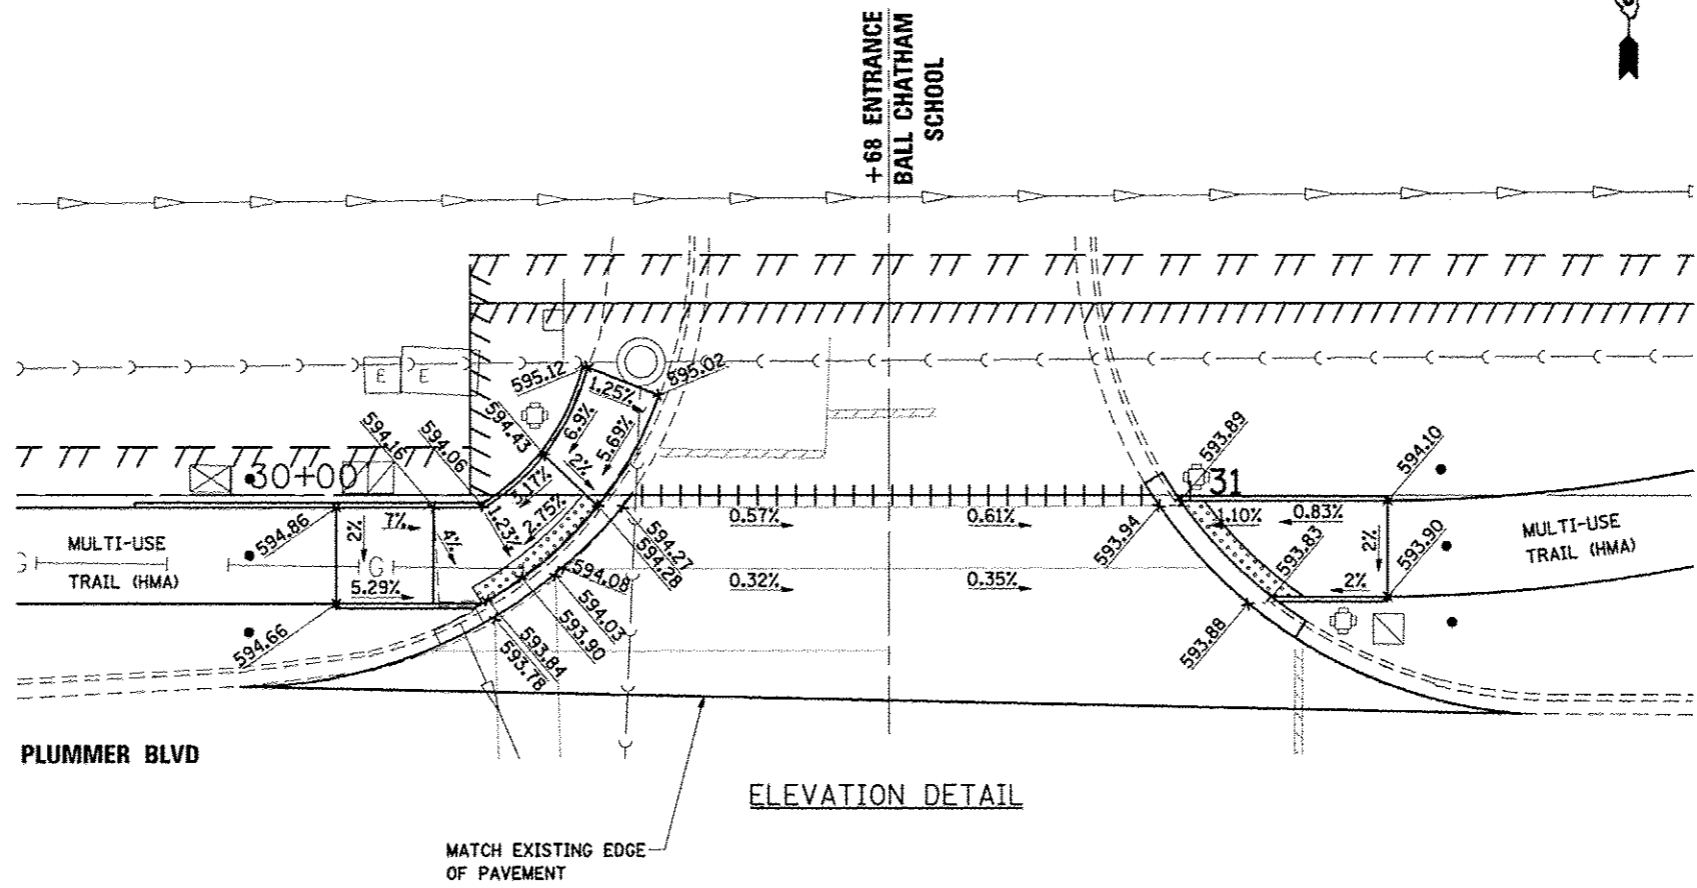 +68 ENTRANCE
BALL CHATHAM
SCHOOL
E
E
595.12
895.02
1.25%
594.43
6.9%
5.69%
594.16
594.06
2%
30+00
5.17%
2.75%
1.23%
594.86
2%
7%
4%
MULTI-USE
TRAIL (HMA)
G
G
5.29%
594.66
0.57%
0.61%
0.32%
0.35%
594.27
594.28
594.08
594.03
593.90
593.84
593.78
593.89
31
594.10
593.94
1.10%
0.83%
593.83
2%
593.90
2%
593.88
MULTI-USE
TRAIL (HMA)
PLUMMER BLVD
ELEVATION DETAIL
MATCH EXISTING EDGE
OF PAVEMENT